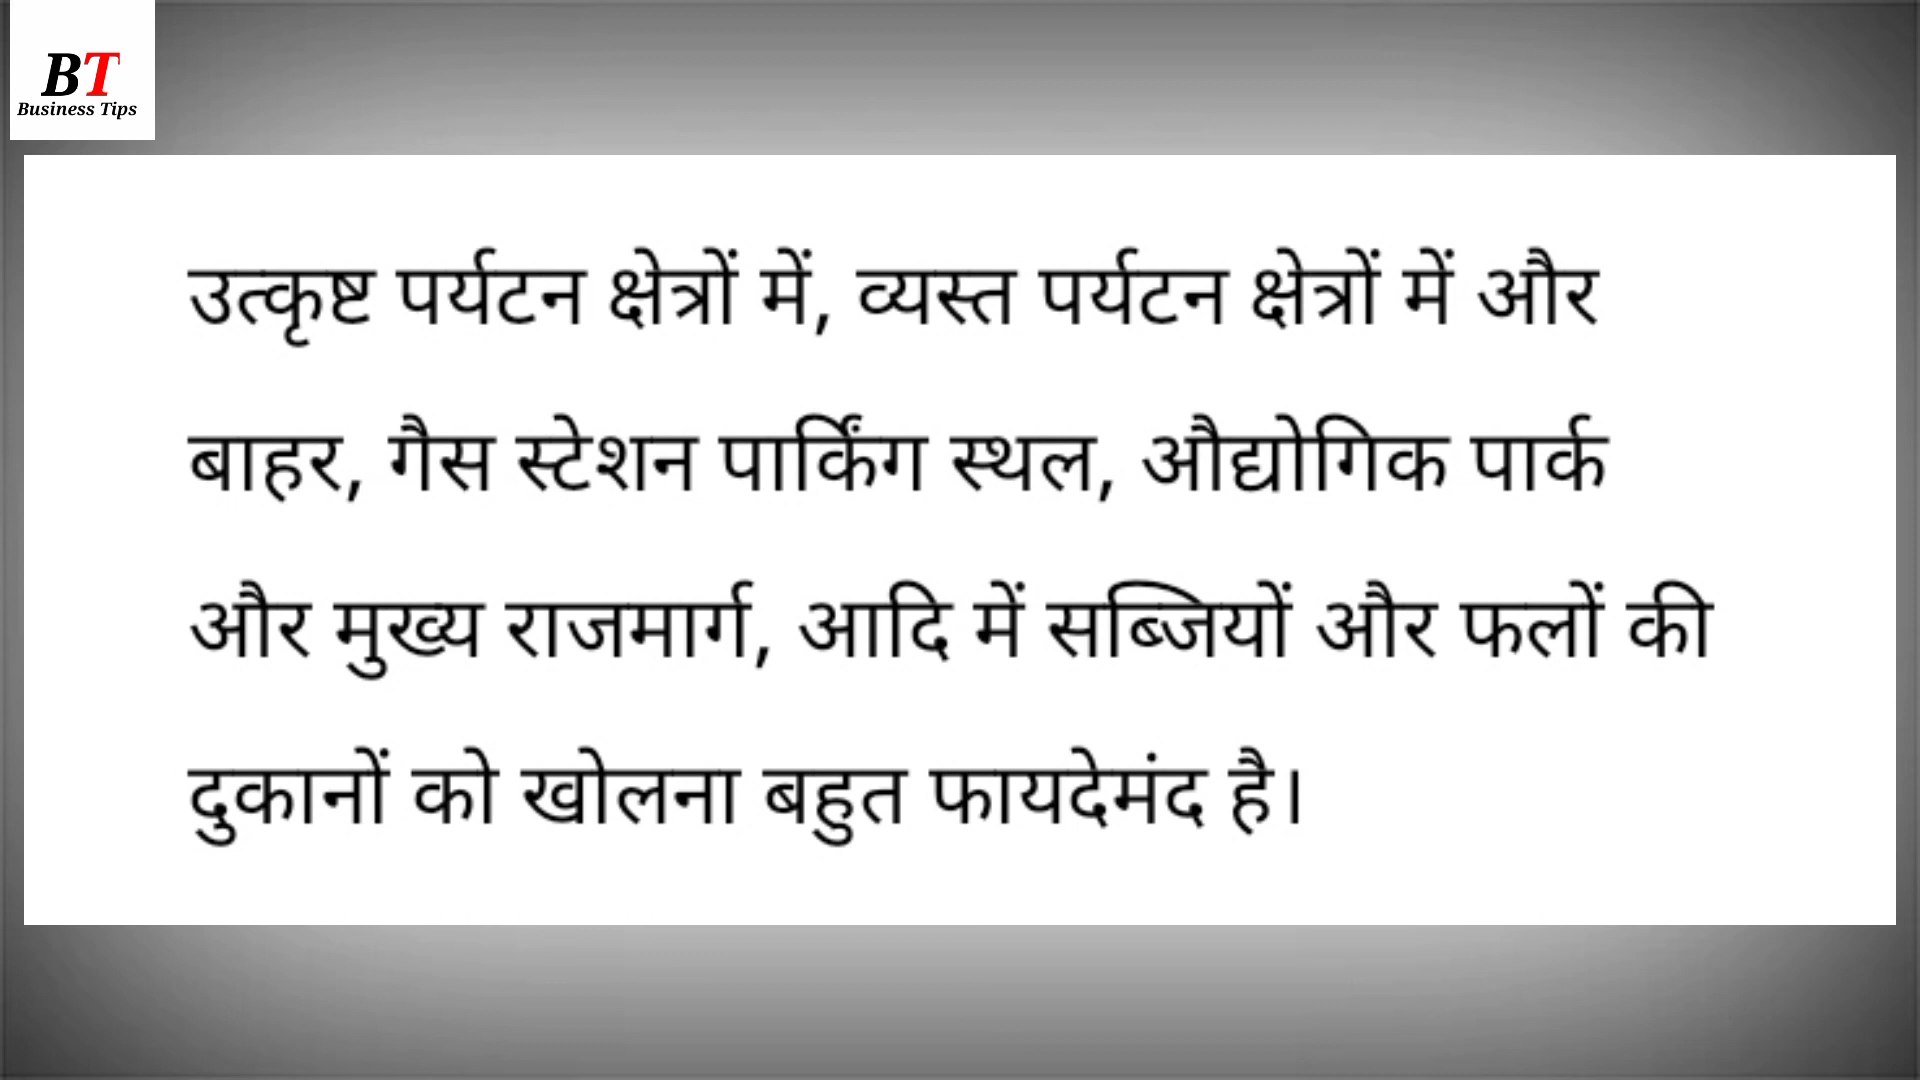 BT
Business Tips
उत्कृष्ट पर्यटन क्षेत्रों में, व्यस्त पर्यटन क्षेत्रों में और
बाहर, गैस स्टेशन पार्किंग स्थल, औद्योगिक पार्क
और मुख्य राजमार्ग, आदि में सब्जियों और फलों की
दुकानों को खोलना बहुत फायदेमंद है।